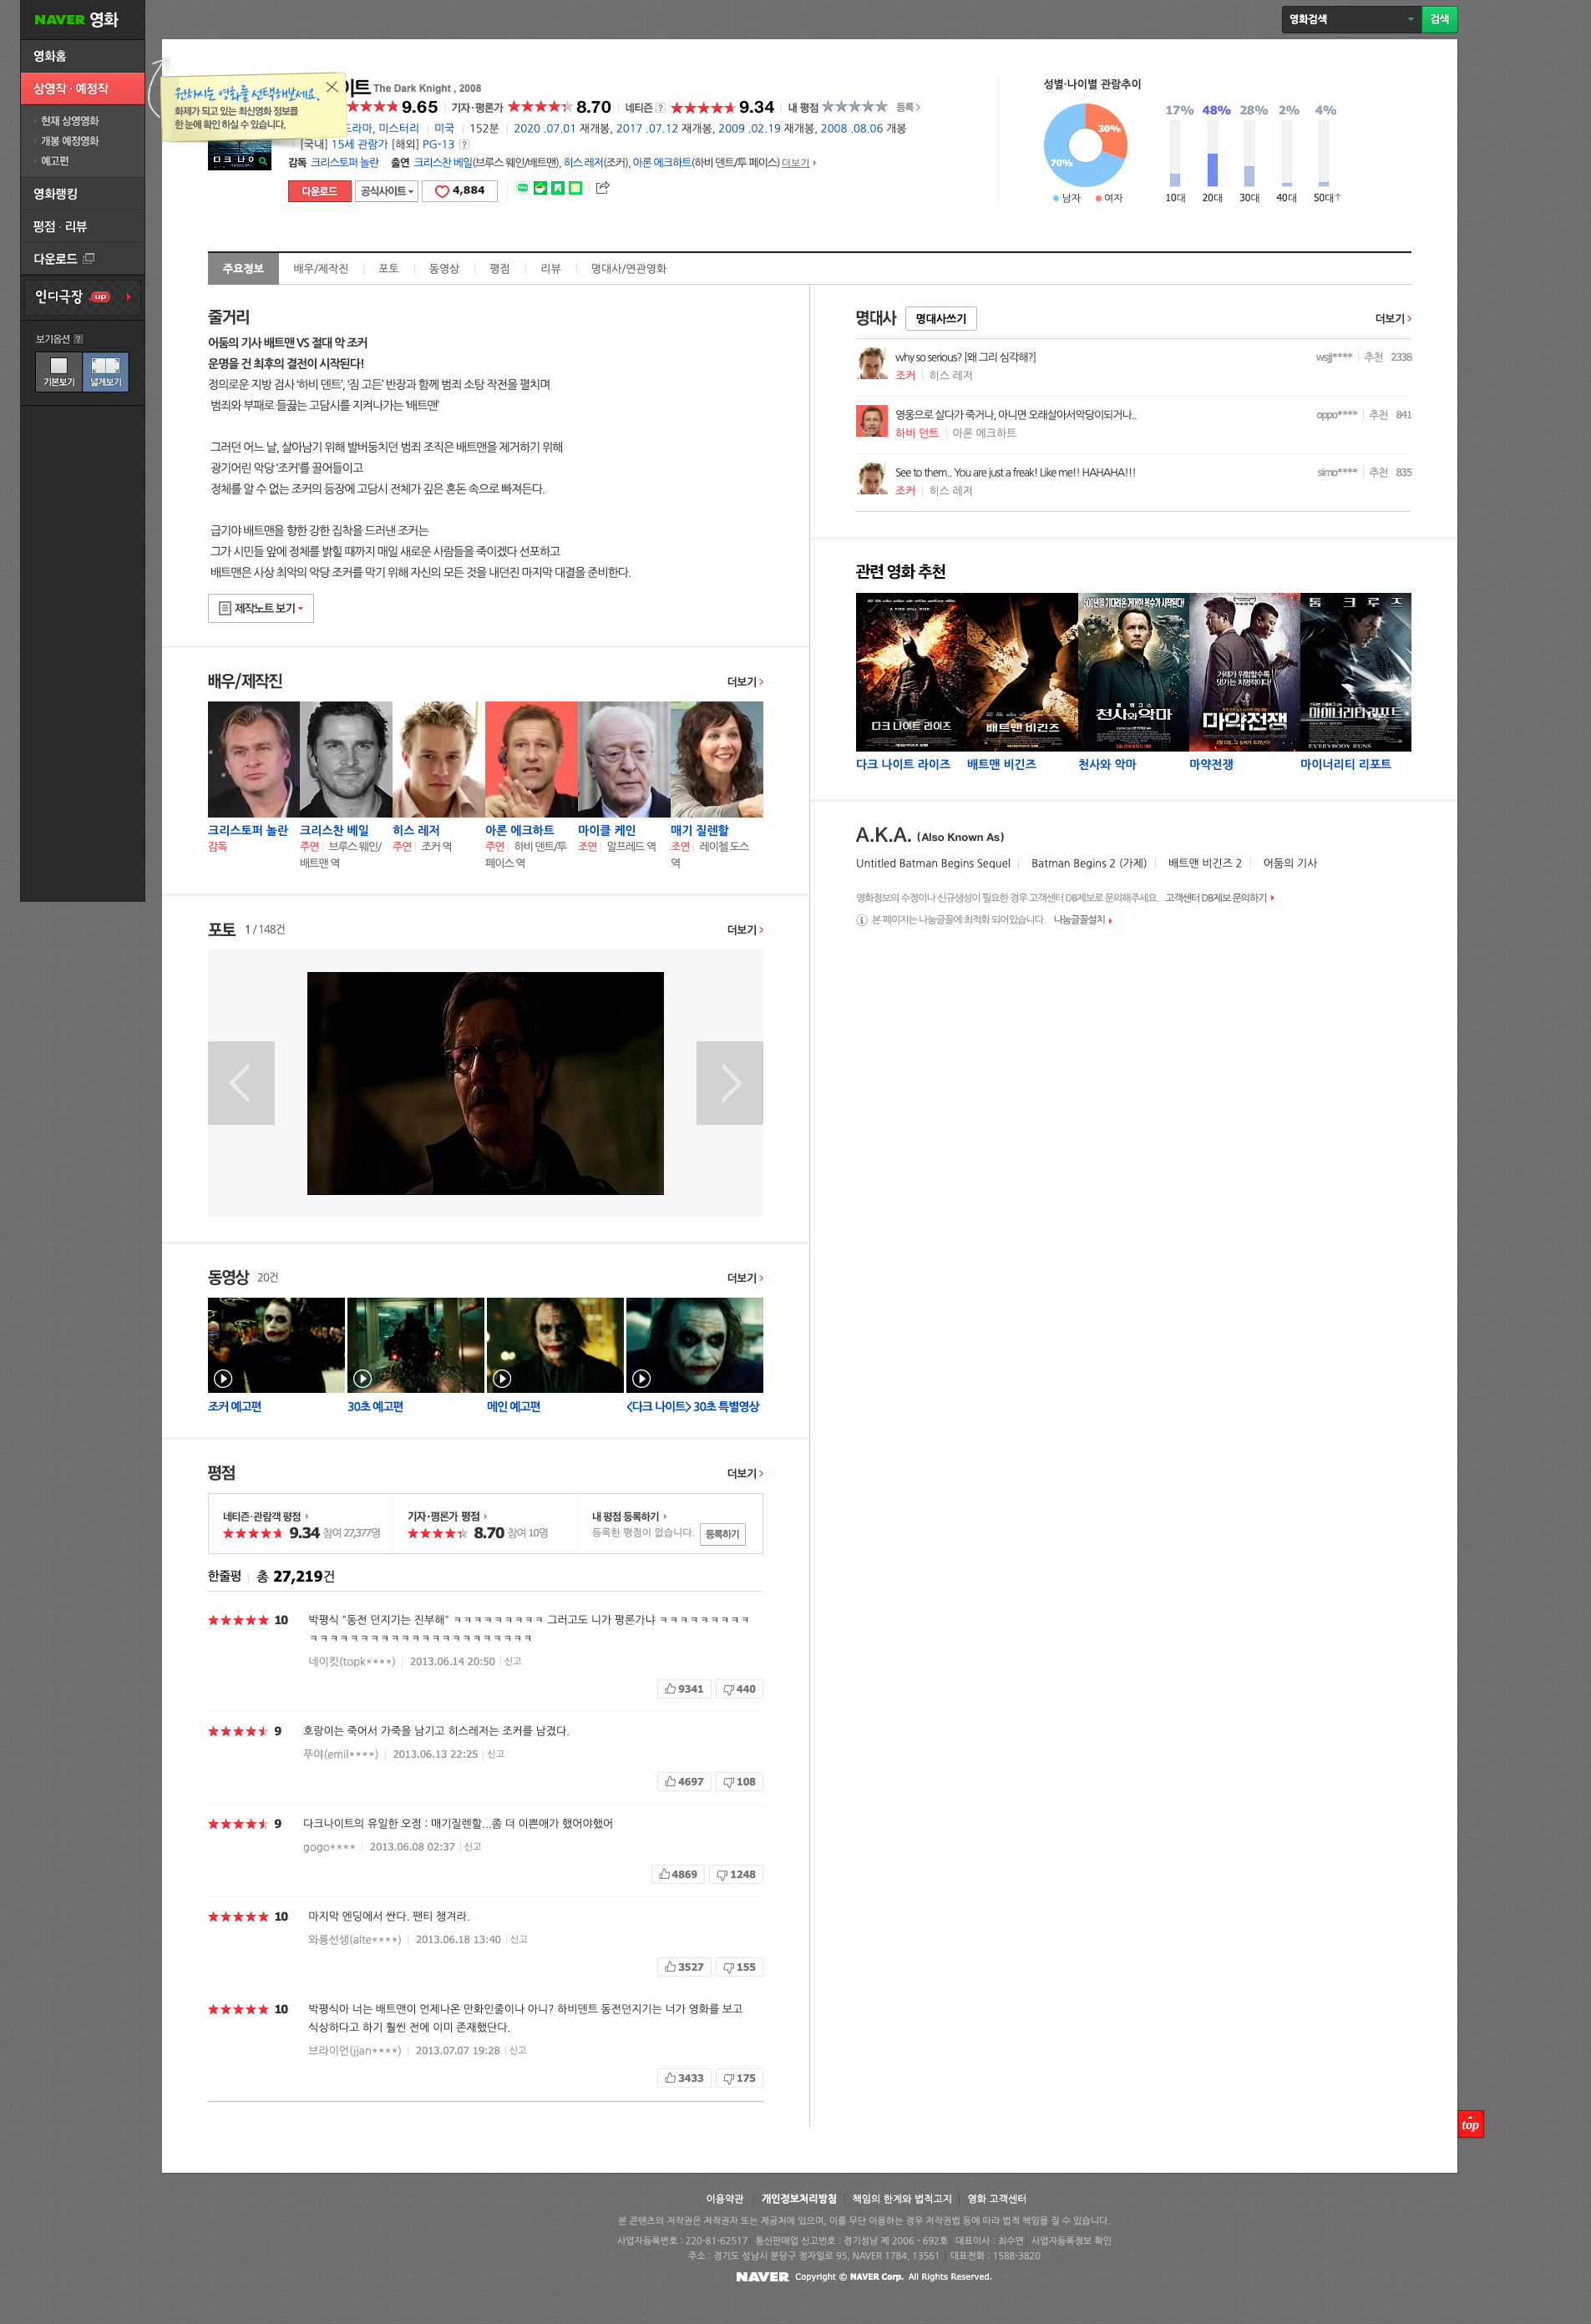 NAVER 영화
영화검색
검색
영화홈
상영작 · 예정작
현재 상영영화
개봉 예정영화
예고편
영화랭킹
평점 · 리뷰
다운로드
인디극장 up
보기옵션 ?
기본보기 넓게보기
원하시는 영화를 선택해보세요.
화제가 되고 있는 최신영화 정보를
한 눈에 확인 하실 수 있습니다.
이트 The Dark Knight , 2008
9.65 기자·평론가 8.70 네티즌 ? 9.34 내 평점 등록
드라마, 미스터리 미국 152분 2020 .07.01 재개봉, 2017 .07.12 재개봉, 2009 .02.19 재개봉, 2008 .08.06 개봉
[국내] 15세 관람가 [해외] PG-13 ?
감독 크리스토퍼 놀란 출연 크리스찬 베일(브루스 웨인/배트맨), 히스 레저(조커), 아론 에크하트(하비 덴트/투 페이스) 더보기
다운로드 공식사이트 4,884
성별·나이별 관람추이
30%
70%
남자 여자
17% 48% 28% 2% 4%
10대 20대 30대 40대 50대↑
주요정보 배우/제작진 포토 동영상 평점 리뷰 명대사/연관영화
줄거리
어둠의 기사 배트맨 VS 절대 악 조커
운명을 건 최후의 결전이 시작된다!
정의로운 지방 검사 ‘하비 덴트’, ‘짐 고든’ 반장과 함께 범죄 소탕 작전을 펼치며
범죄와 부패로 들끓는 고담시를 지켜나가는 ‘배트맨’
그러던 어느 날, 살아남기 위해 발버둥치던 범죄 조직은 배트맨을 제거하기 위해
광기어린 악당 ‘조커’를 끌어들이고
정체를 알 수 없는 조커의 등장에 고담시 전체가 깊은 혼돈 속으로 빠져든다.
급기야 배트맨을 향한 강한 집착을 드러낸 조커는
그가 시민들 앞에 정체를 밝힐 때까지 매일 새로운 사람들을 죽이겠다 선포하고
배트맨은 사상 최악의 악당 조커를 막기 위해 자신의 모든 것을 내던진 마지막 대결을 준비한다.
제작노트 보기
배우/제작진 더보기
크리스토퍼 놀란 크리스찬 베일 히스 레저 아론 에크하트 마이클 케인 매기 질렌할
감독 주연 브루스 웨인/ 주연 조커 역 주연 하비 덴트/투 조연 알프레드 역 조연 레이첼 도스
배트맨 역 페이스 역 역
포토 1 / 148건 더보기
동영상 20건 더보기
조커 예고편 30초 예고편 메인 예고편 <다크 나이트> 30초 특별영상
평점 더보기
네티즌·관람객 평점 기자·평론가 평점 내 평점 등록하기
9.34 참여 27,377명 8.70 참여 10명 등록한 평점이 없습니다. 등록하기
한줄평 총 27,219건
10 박평식 "동전 던지기는 진부해" ㅋㅋㅋㅋㅋㅋㅋㅋㅋ 그러고도 니가 평론가냐 ㅋㅋㅋㅋㅋㅋㅋㅋㅋ
ㅋㅋㅋㅋㅋㅋㅋㅋㅋㅋㅋㅋㅋㅋㅋㅋㅋㅋㅋㅋㅋㅋ
네이킷(topk****) 2013.06.14 20:50 신고
9341 440
9 호랑이는 죽어서 가죽을 남기고 히스레저는 조커를 남겼다.
푸야(emil****) 2013.06.13 22:25 신고
4697 108
9 다크나이트의 유일한 오점 : 매기질렌할...좀 더 이쁜애가 했어야했어
gogo**** 2013.06.08 02:37 신고
4869 1248
10 마지막 엔딩에서 싼다. 팬티 챙겨라.
와룡선생(alte****) 2013.06.18 13:40 신고
3527 155
10 박평식아 너는 배트맨이 언제나온 만화인줄이나 아니? 하비덴트 동전던지기는 너가 영화를 보고
식상하다고 하기 훨씬 전에 이미 존재했단다.
브라이언(jjan****) 2013.07.07 19:28 신고
3433 175
명대사 명대사쓰기 더보기
why so serious? [왜 그리 심각해?] wsjj**** 추천 2338
조커 히스 레저
영웅으로 살다가 죽거나, 아니면 오래살아서악당이되거나.. oppo**** 추천 841
하비 덴트 아론 에크하트
See to them.. You are just a freak! Like me!! HAHAHA!!! simo**** 추천 835
조커 히스 레저
관련 영화 추천
다크 나이트 라이즈
배트맨 비긴즈
톰 행크스
천사와 악마
거래가 위험할수록
댓가는 치명적이다!
마약전쟁
톰 크루즈
마이너리티 리포트
EVERYBODY RUNS
다크 나이트 라이즈 배트맨 비긴즈 천사와 악마 마약전쟁 마이너리티 리포트
A.K.A. (Also Known As)
Untitled Batman Begins Sequel Batman Begins 2 (가제) 배트맨 비긴즈 2 어둠의 기사
영화정보의 수정이나 신규생성이 필요한 경우 고객센터 DB제보로 문의해주세요. 고객센터 DB제보 문의하기
본 페이지는 나눔글꼴에 최적화 되어있습니다. 나눔글꼴설치
top
이용약관 개인정보처리방침 책임의 한계와 법적고지 영화 고객센터
본 콘텐츠의 저작권은 저작권자 또는 제공처에 있으며, 이를 무단 이용하는 경우 저작권법 등에 따라 법적 책임을 질 수 있습니다.
사업자등록번호 : 220-81-62517 통신판매업 신고번호 : 경기성남 제 2006 - 692호 대표이사 : 최수연 사업자등록정보 확인
주소 : 경기도 성남시 분당구 정자일로 95, NAVER 1784, 13561 대표전화 : 1588-3820
NAVER Copyright © NAVER Corp. All Rights Reserved.